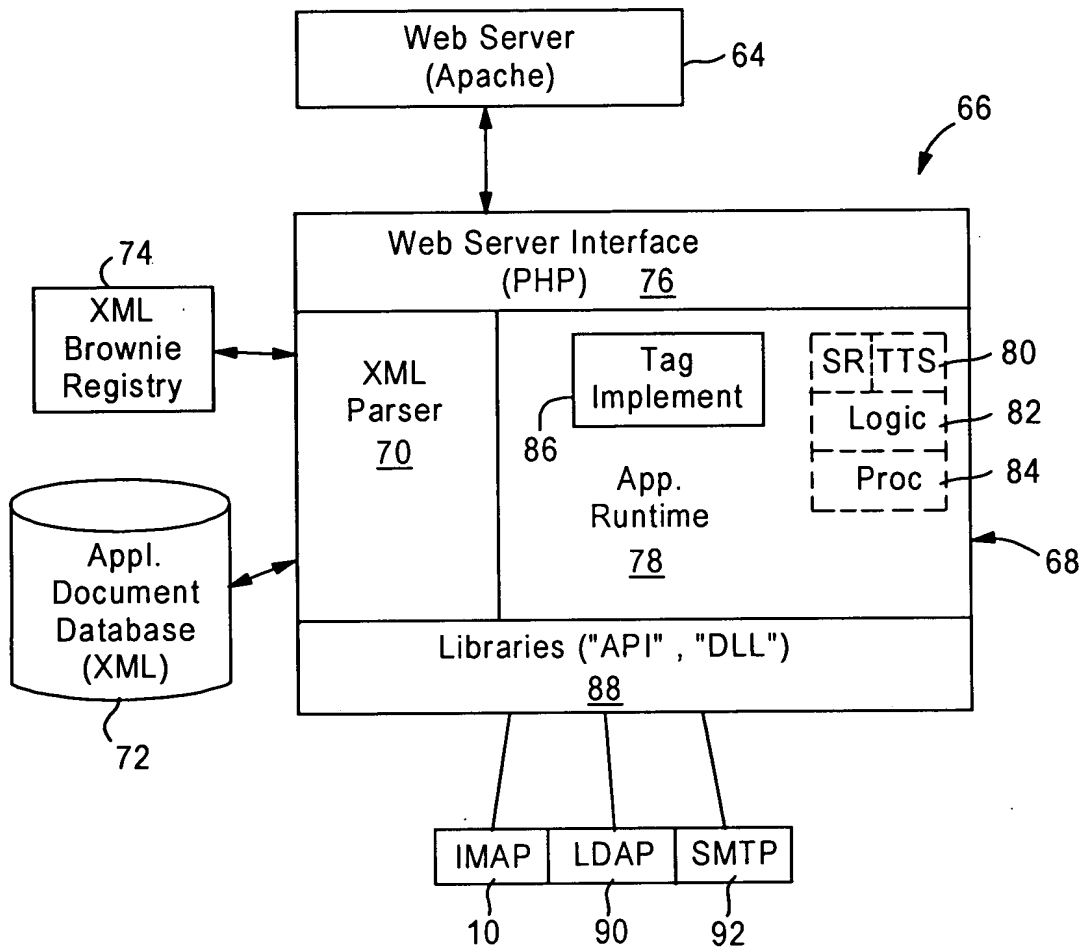 Web Server
(Apache)
64
66
Web Server Interface
(PHP) 76
74
XML
Brownie
Registry
XML
Parser
70
Tag
Implement
86
SR TTS
80
Logic
82
Proc
84
App.
Runtime
78
68
Appl.
Document
Database
(XML)
72
Libraries ("API" , "DLL")
88
IMAP LDAP SMTP
10 90 92